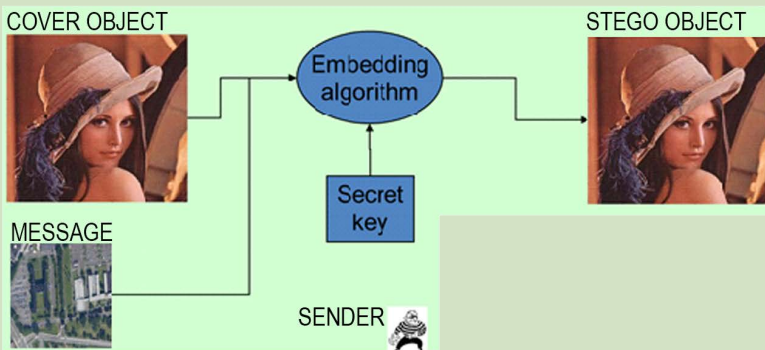 COVER OBJECT
STEGO OBJECT
Embedding
algorithm
Secret
key
MESSAGE
SENDER